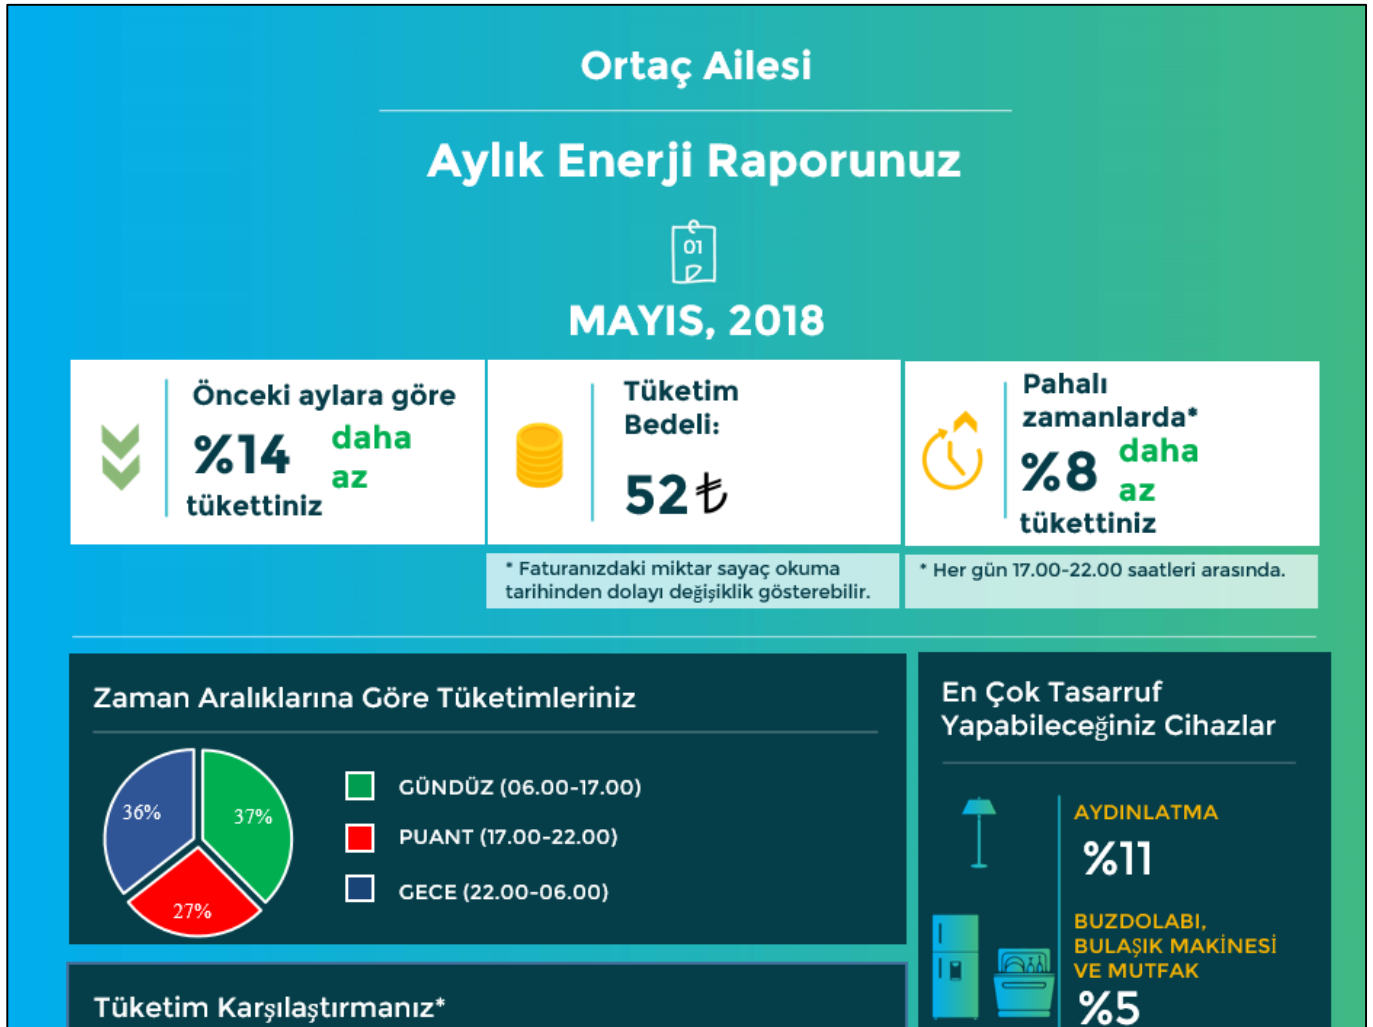 Ortaç Ailesi
Aylık Enerji Raporunuz
01
MAYIS, 2018
Önceki aylara göre
%14 daha
az
tükettiniz
Tüketim
Bedeli:
52₺
* Faturanızdaki miktar sayaç okuma
tarihinden dolayı değişiklik gösterebilir.
Pahalı
zamanlarda*
%8 daha
az
tükettiniz
* Her gün 17.00-22.00 saatleri arasında.
Zaman Aralıklarına Göre Tüketimleriniz
36%
37%
27%
GÜNDÜZ (06.00-17.00)
PUANT (17.00-22.00)
GECE (22.00-06.00)
En Çok Tasarruf
Yapabileceğiniz Cihazlar
AYDINLATMA
%11
BUZDOLABI,
BULAŞIK MAKİNESİ
VE MUTFAK
%5
Tüketim Karşılaştırmanız*